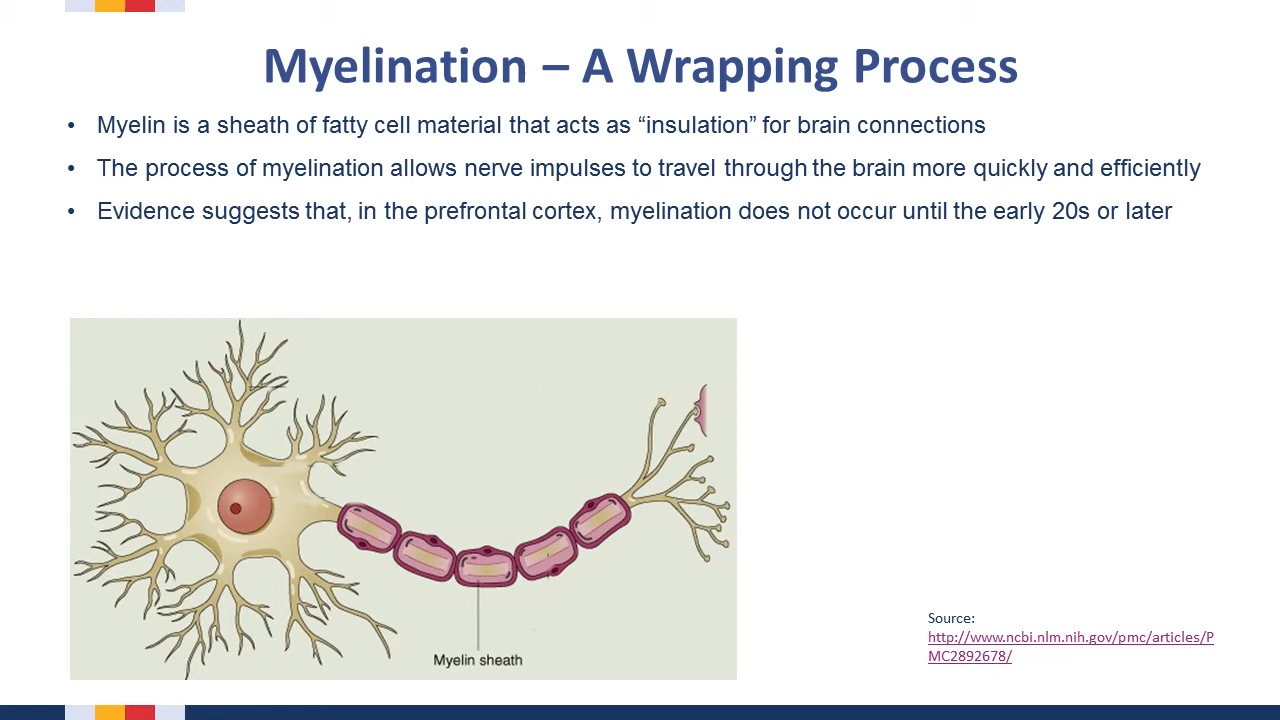 Myelination – A Wrapping Process
• Myelin is a sheath of fatty cell material that acts as “insulation” for brain connections
• The process of myelination allows nerve impulses to travel through the brain more quickly and efficiently
• Evidence suggests that, in the prefrontal cortex, myelination does not occur until the early 20s or later
Myelin sheath
Source:
http://www.ncbi.nlm.nih.gov/pmc/articles/P
MC2892678/